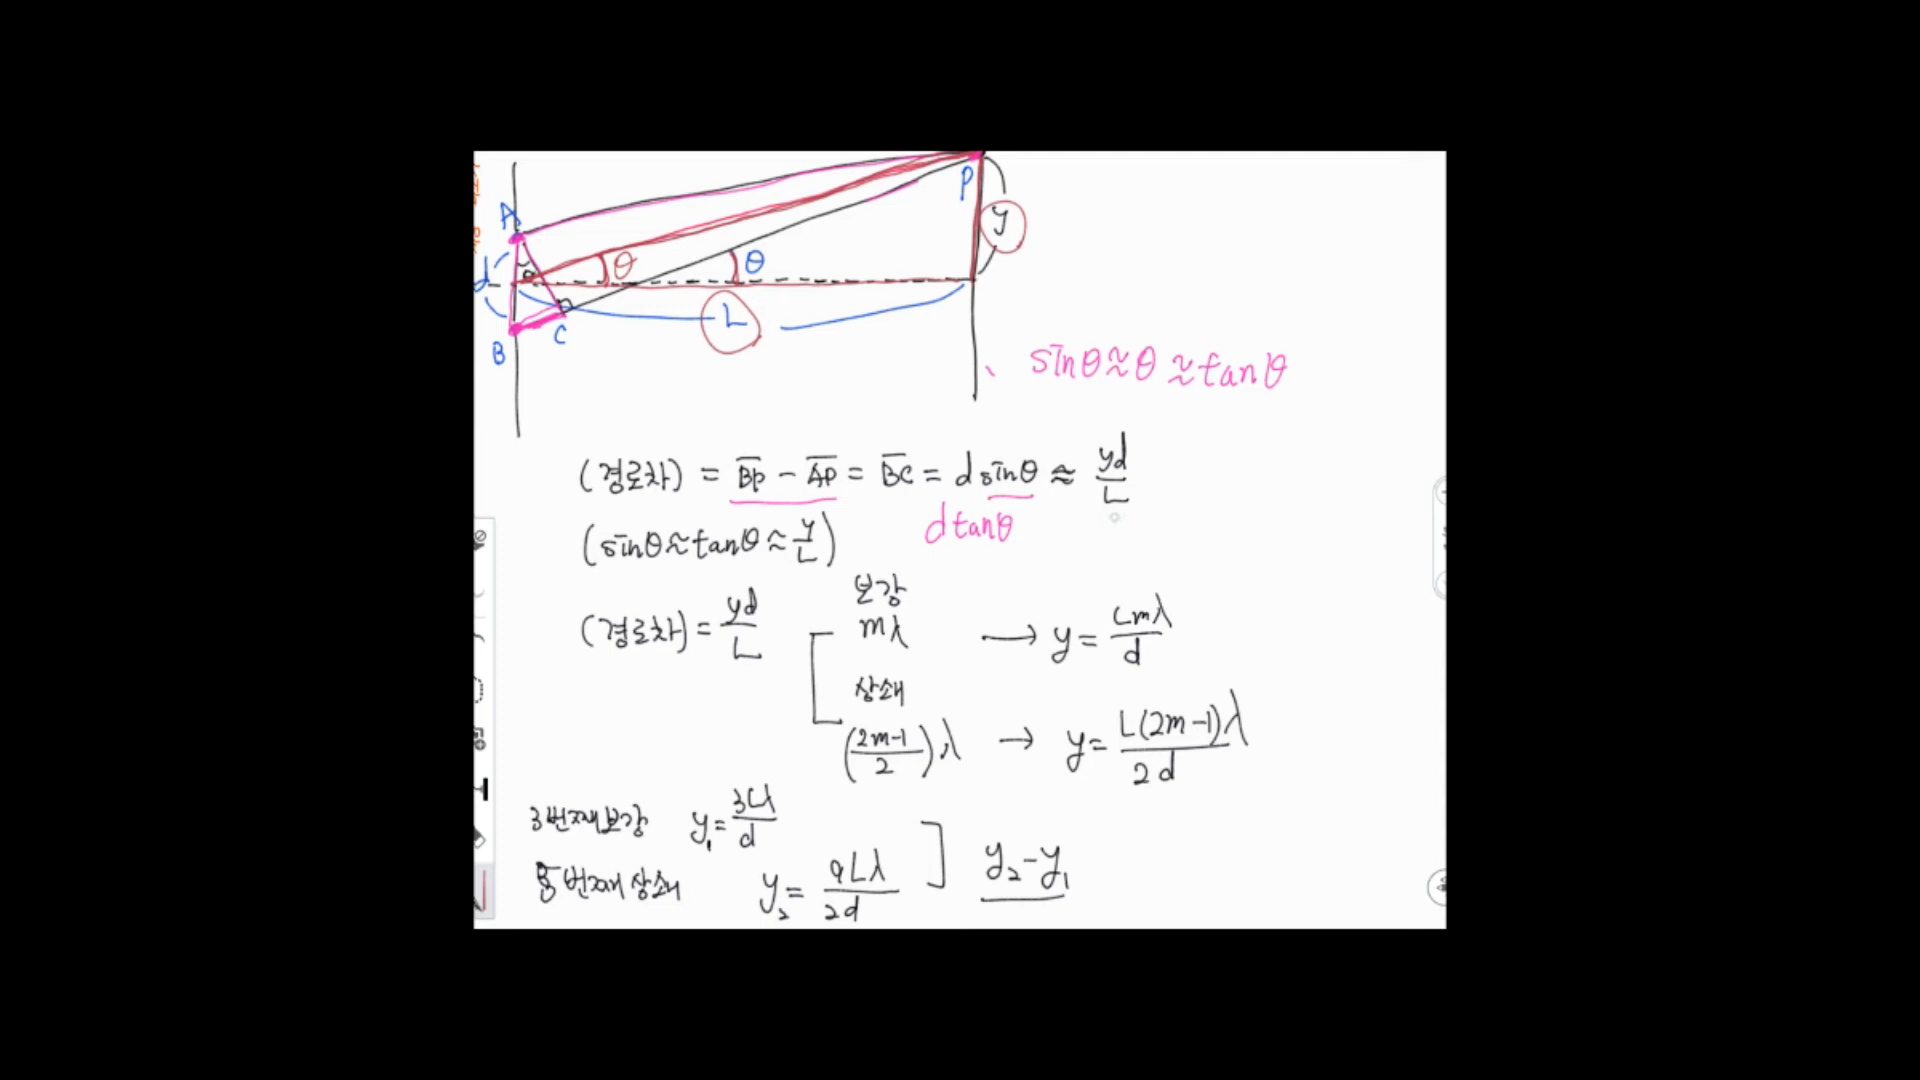 P
y
A
θ
θ
d
L
C
B
sinθ≈θ≈tanθ
(경로차) = BP - AP = BC = d sinθ ≈ yd/L
dtanθ
(sinθ≈tanθ≈y/L)
보강
(경로차) = yd/L mλ → y = Lmλ/d
상쇄
(2m-1/2)λ → y = L(2m-1)λ/2d
3번째보강 y₁ = 3Lλ/d
5번째상쇄 y₂ = 9Lλ/2d y₂-y₁